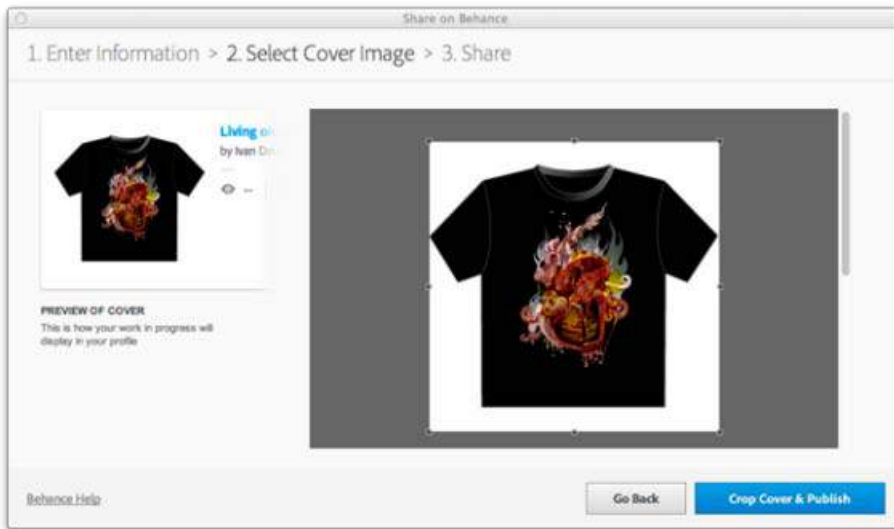 Share on Behance
1. Enter Information > 2. Select Cover Image > 3. Share
Living
by Ivan
--
PREVIEW OF COVER
This is how your work in progress will
display in your profile
Behance Help
Go Back
Crop Cover & Publish